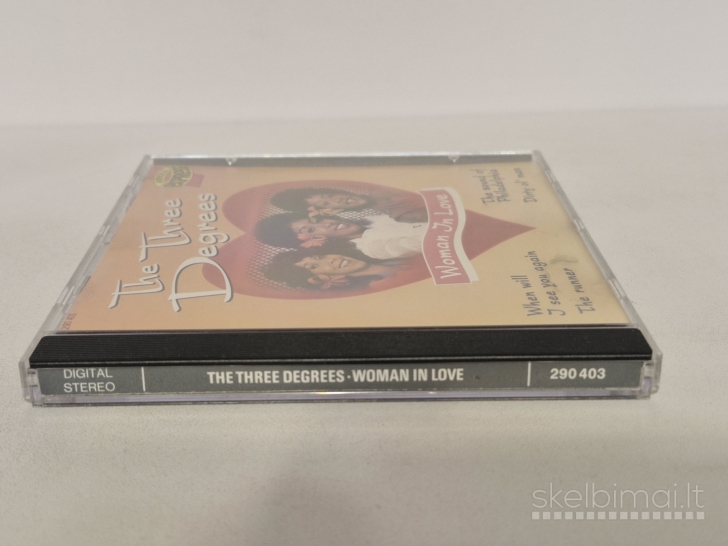 The Three
Degrees
Woman In Love
The sound of
Philadelphia
Dirty ol' man
When will
I see you again
The runner
DIGITAL
STEREO
THE THREE DEGREES · WOMAN IN LOVE
290 403
skelbimai.lt